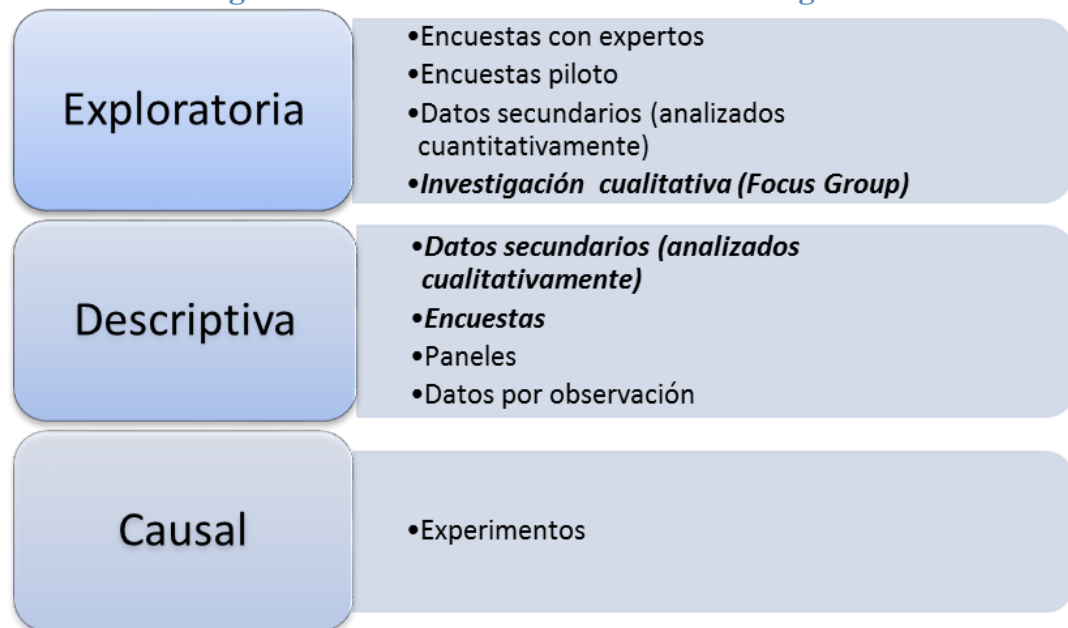 Exploratoria
•Encuestas con expertos
•Encuestas piloto
•Datos secundarios (analizados
cuantitativamente)
•Investigación cualitativa (Focus Group)
Descriptiva
•Datos secundarios (analizados
cualitativamente)
•Encuestas
•Paneles
•Datos por observación
Causal
•Experimentos